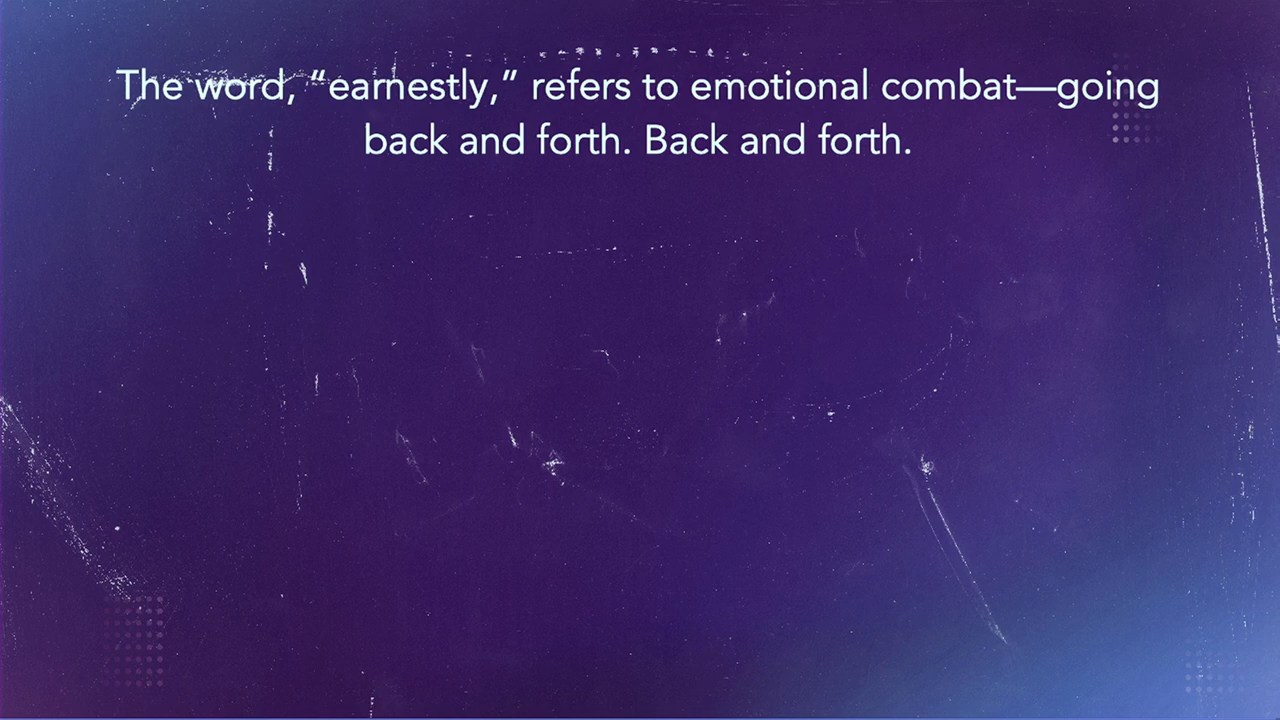 The word, “earnestly,” refers to emotional combat—going
back and forth. Back and forth.